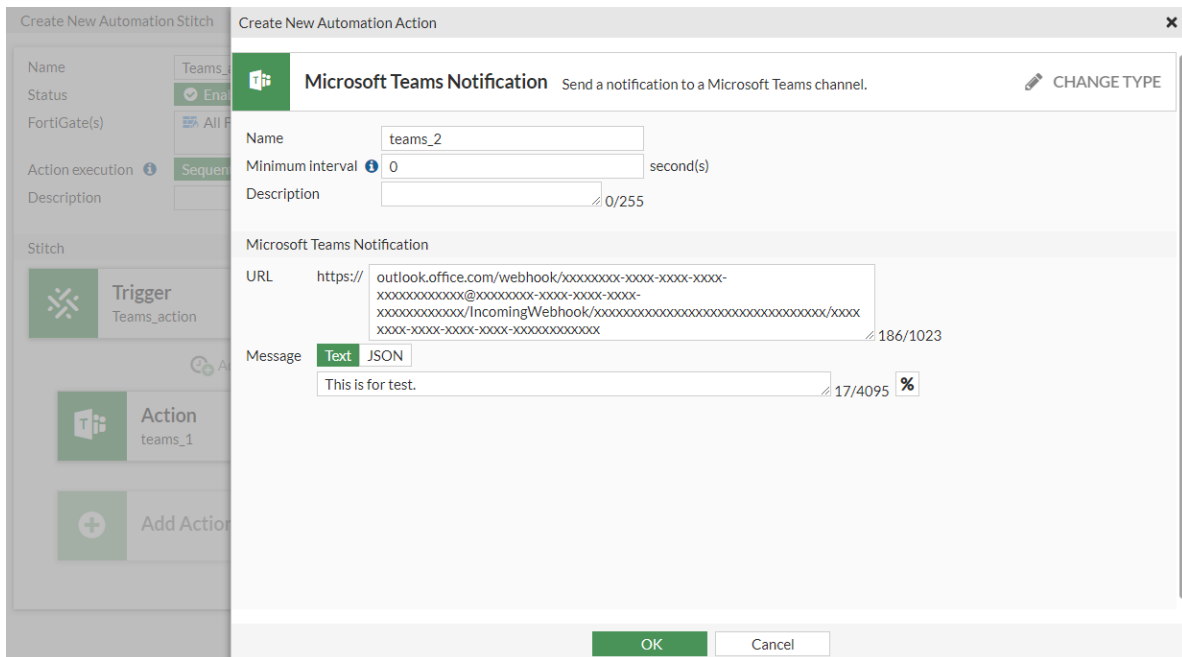 Create New Automation Stitch
Create New Automation Action
Name
Teams_a
Status
Enal
FortiGate(s)
All F
Action execution
Sequen
Description
Stitch
Trigger
Teams_action
Action
teams_1
Add Action
Microsoft Teams Notification Send a notification to a Microsoft Teams channel.
CHANGE TYPE
Name teams_2
Minimum interval 0 second(s)
Description 0/255
Microsoft Teams Notification
URL https:// outlook.office.com/webhook/xxxxxxxx-xxxx-xxxx-xxxx-
xxxxxxxxxxxx@xxxxxxxx-xxxx-xxxx-xxxx-
xxxxxxxxxxxx/IncomingWebhook/xxxxxxxxxxxxxxxxxxxxxxxxxxxxxxxx/xxxx
xxxx-xxxx-xxxx-xxxx-xxxxxxxxxxxx
186/1023
Message Text JSON
This is for test.
17/4095 %
OK Cancel